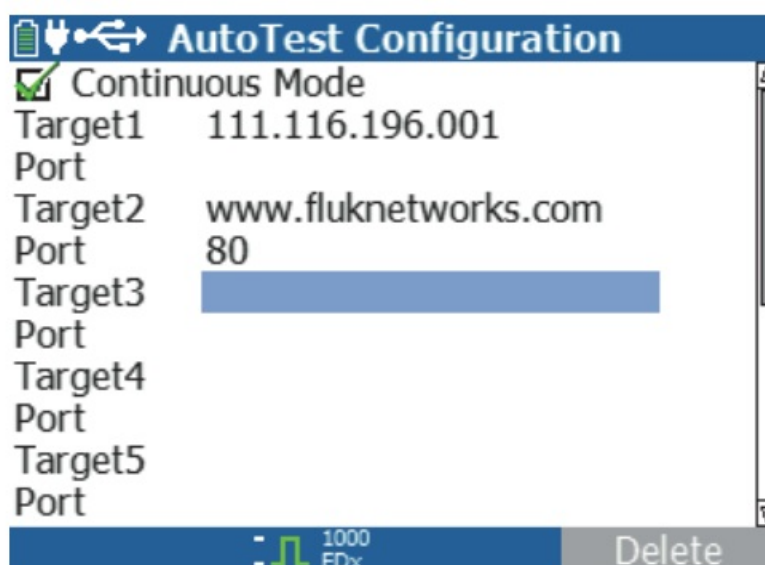 AutoTest Configuration
Continuous Mode
Target1 111.116.196.001
Port
Target2 www.fluknetworks.com
Port 80
Target3
Port
Target4
Port
Target5
Port
1000
FDx
Delete